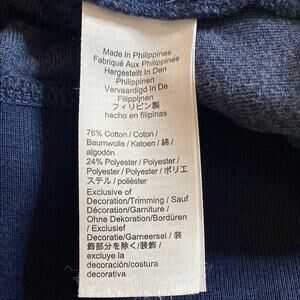 Made In Philippines
Fabriqué Aux Philippines
Hergestellt In Den
Philippinen
Vervaardigd In De
Filippijnen
フィリピン製
hecho en filipinas
76% Cotton / Coton /
Baumwolle / Katoen / 綿 /
algodón
24% Polyester / Polyester /
Polyester / Polyester / ポリエ
ステル / poliéster
Exclusive of
Decoration/Trimming / Sauf
Décoration/Garniture /
Ohne Dekoration/Bordüren
/ Exclusief
Decoratie/Garneersel / 装
飾部分を除く/装飾 /
excluye la
decoración/costura
decorativa